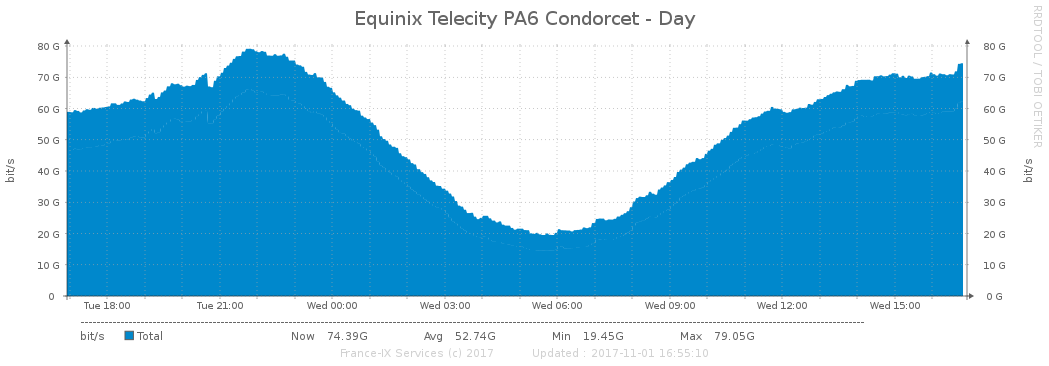 Equinix Telecity PA6 Condorcet - Day
RRDTOOL / TOBI OETIKER
bit/s
80 G 80 G
70 G 70 G
60 G 60 G
50 G 50 G
40 G 40 G
30 G 30 G
20 G 20 G
10 G 10 G
0 0 G
bit/s
Tue 18:00 Tue 21:00 Wed 00:00 Wed 03:00 Wed 06:00 Wed 09:00 Wed 12:00 Wed 15:00
bit/s Total Now 74.39G Avg 52.74G Min 19.45G Max 79.05G
France-IX Services (c) 2017 Updated : 2017-11-01 16:55:10